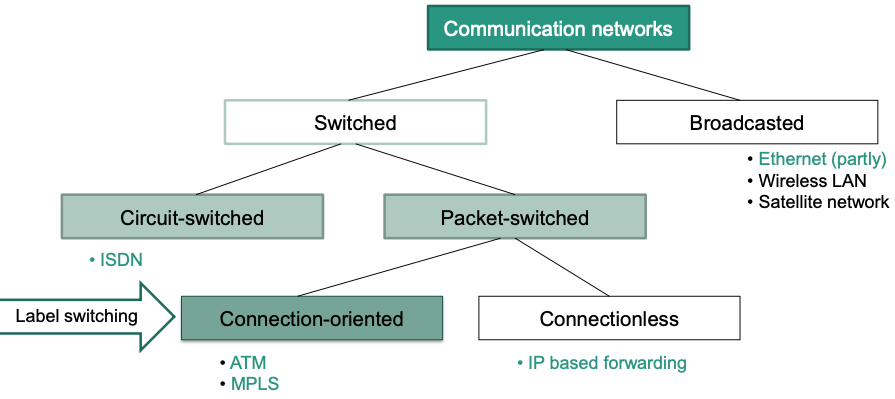 Communication networks
Switched
Broadcasted
• Ethernet (partly)
• Wireless LAN
• Satellite network
Circuit-switched
Packet-switched
• ISDN
Label switching
Connection-oriented
Connectionless
• ATM
• MPLS
• IP based forwarding